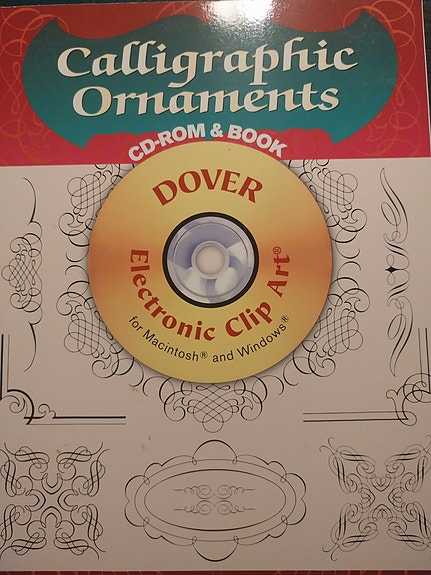 Calligraphic
Ornaments
CD-ROM & BOOK
DOVER
Electronic Clip Art®
for Macintosh® and Windows®